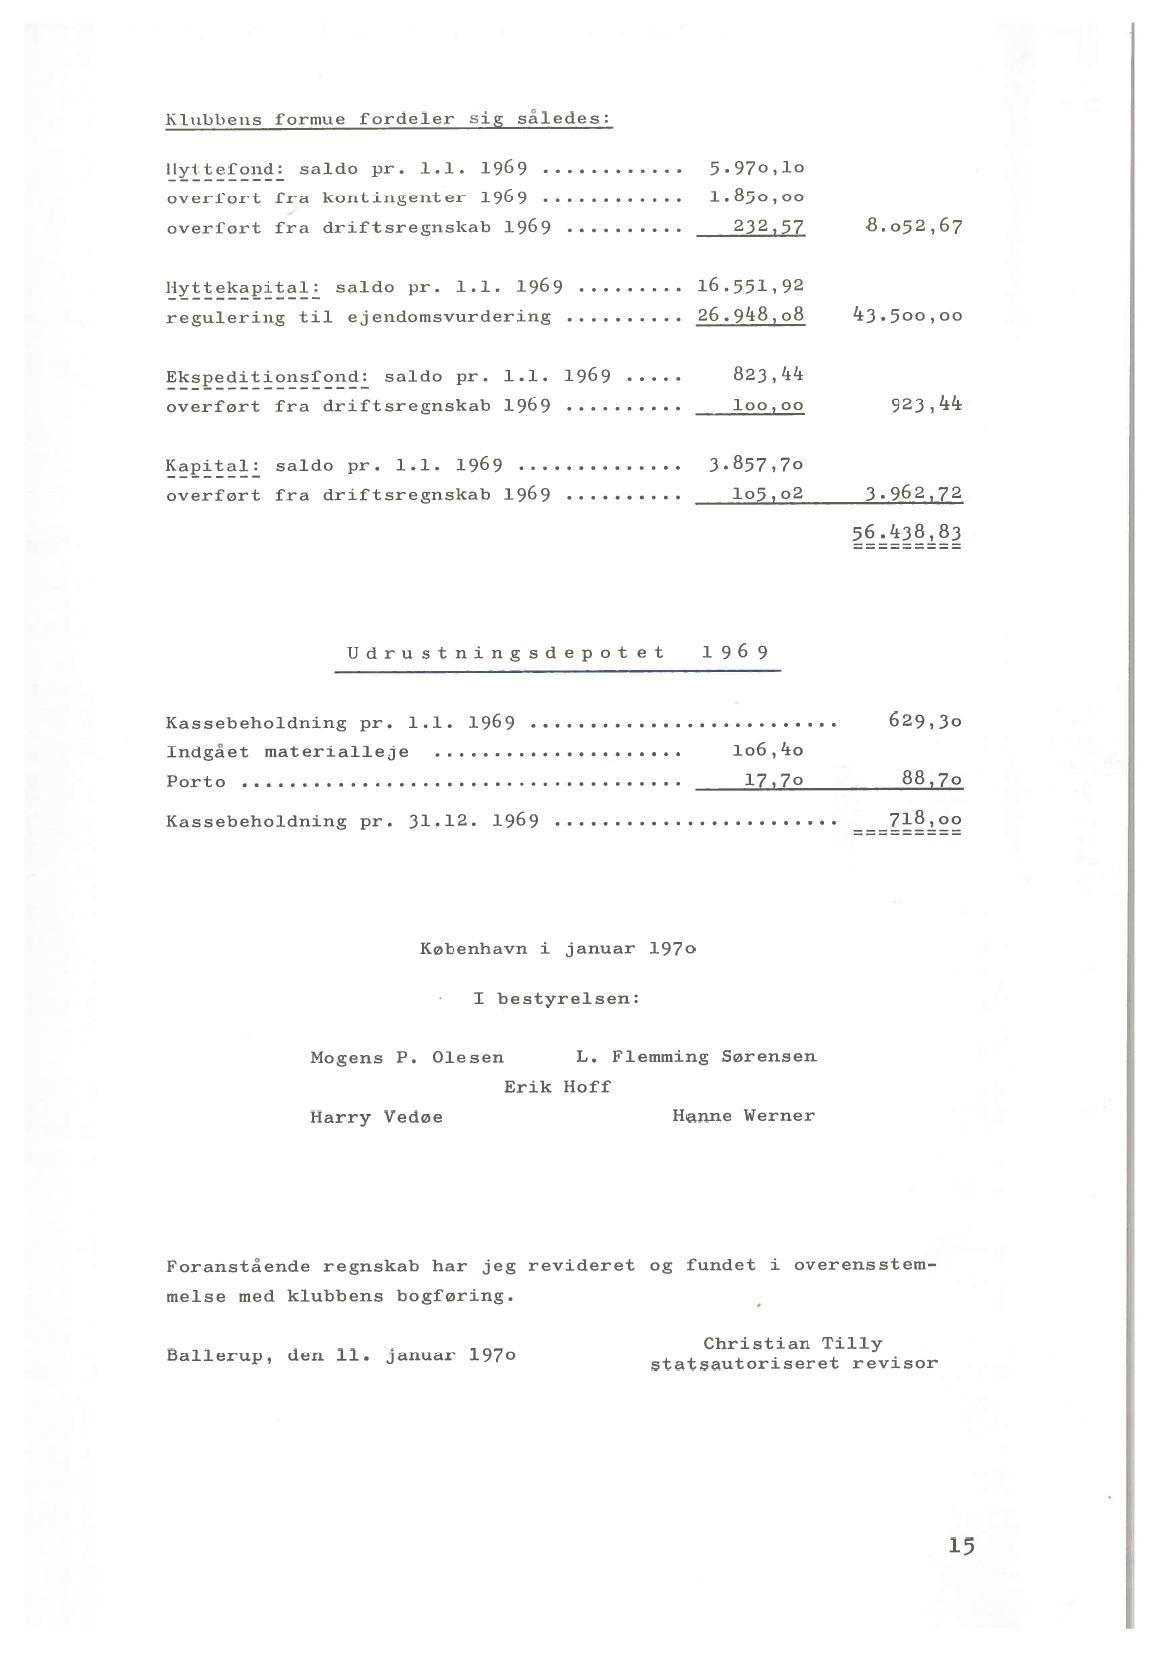 Klubbens formue fordeler sig således:
Hyttefond: saldo pr. 1.1. 1969 ............ 5.970,10
overført fra kontingenter 1969 ............ 1.850,00
overført fra driftsregnskab 1969 .......... 232,57 8.052,67
Hyttekapital: saldo pr. 1.1. 1969 ......... 16.551,92
regulering til ejendomsvurdering .......... 26.948,08 43.500,00
Ekspeditionsfond: saldo pr. 1.1. 1969 ..... 823,44
overført fra driftsregnskab 1969 .......... 100,00 923,44
Kapital: saldo pr. 1.1. 1969 .............. 3.857,70
overført fra driftsregnskab 1969 .......... 105,02 3.962,72
56.438,83
Udrustningsdepotet 1969
Kassebeholdning pr. 1.1. 1969 .......................... 629,30
Indgået materialleje ..................... 106,40
Porto ..................................... 17,70 88,70
Kassebeholdning pr. 31.12. 1969 ........................ 718,00
København i januar 1970
I bestyrelsen:
Mogens P. Olesen L. Flemming Sørensen
Erik Hoff
Harry Vedøe Hanne Werner
Foranstående regnskab har jeg revideret og fundet i overensstem-
melse med klubbens bogføring.
Ballerup, den 11. januar 1970 Christian Tilly
statsautoriseret revisor
15